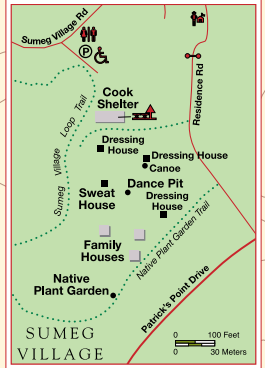 Sumeg Village Rd
P
Residence Rd
Cook
Shelter
Sumeg Village Loop Trail
Dressing
House
Dressing House
Canoe
Sweat
House
Dance Pit
Dressing
House
Native Plant Garden Trail
Family
Houses
Native
Plant Garden
Patrick's Point Drive
SUMEG
VILLAGE
0 100 Feet
0 30 Meters